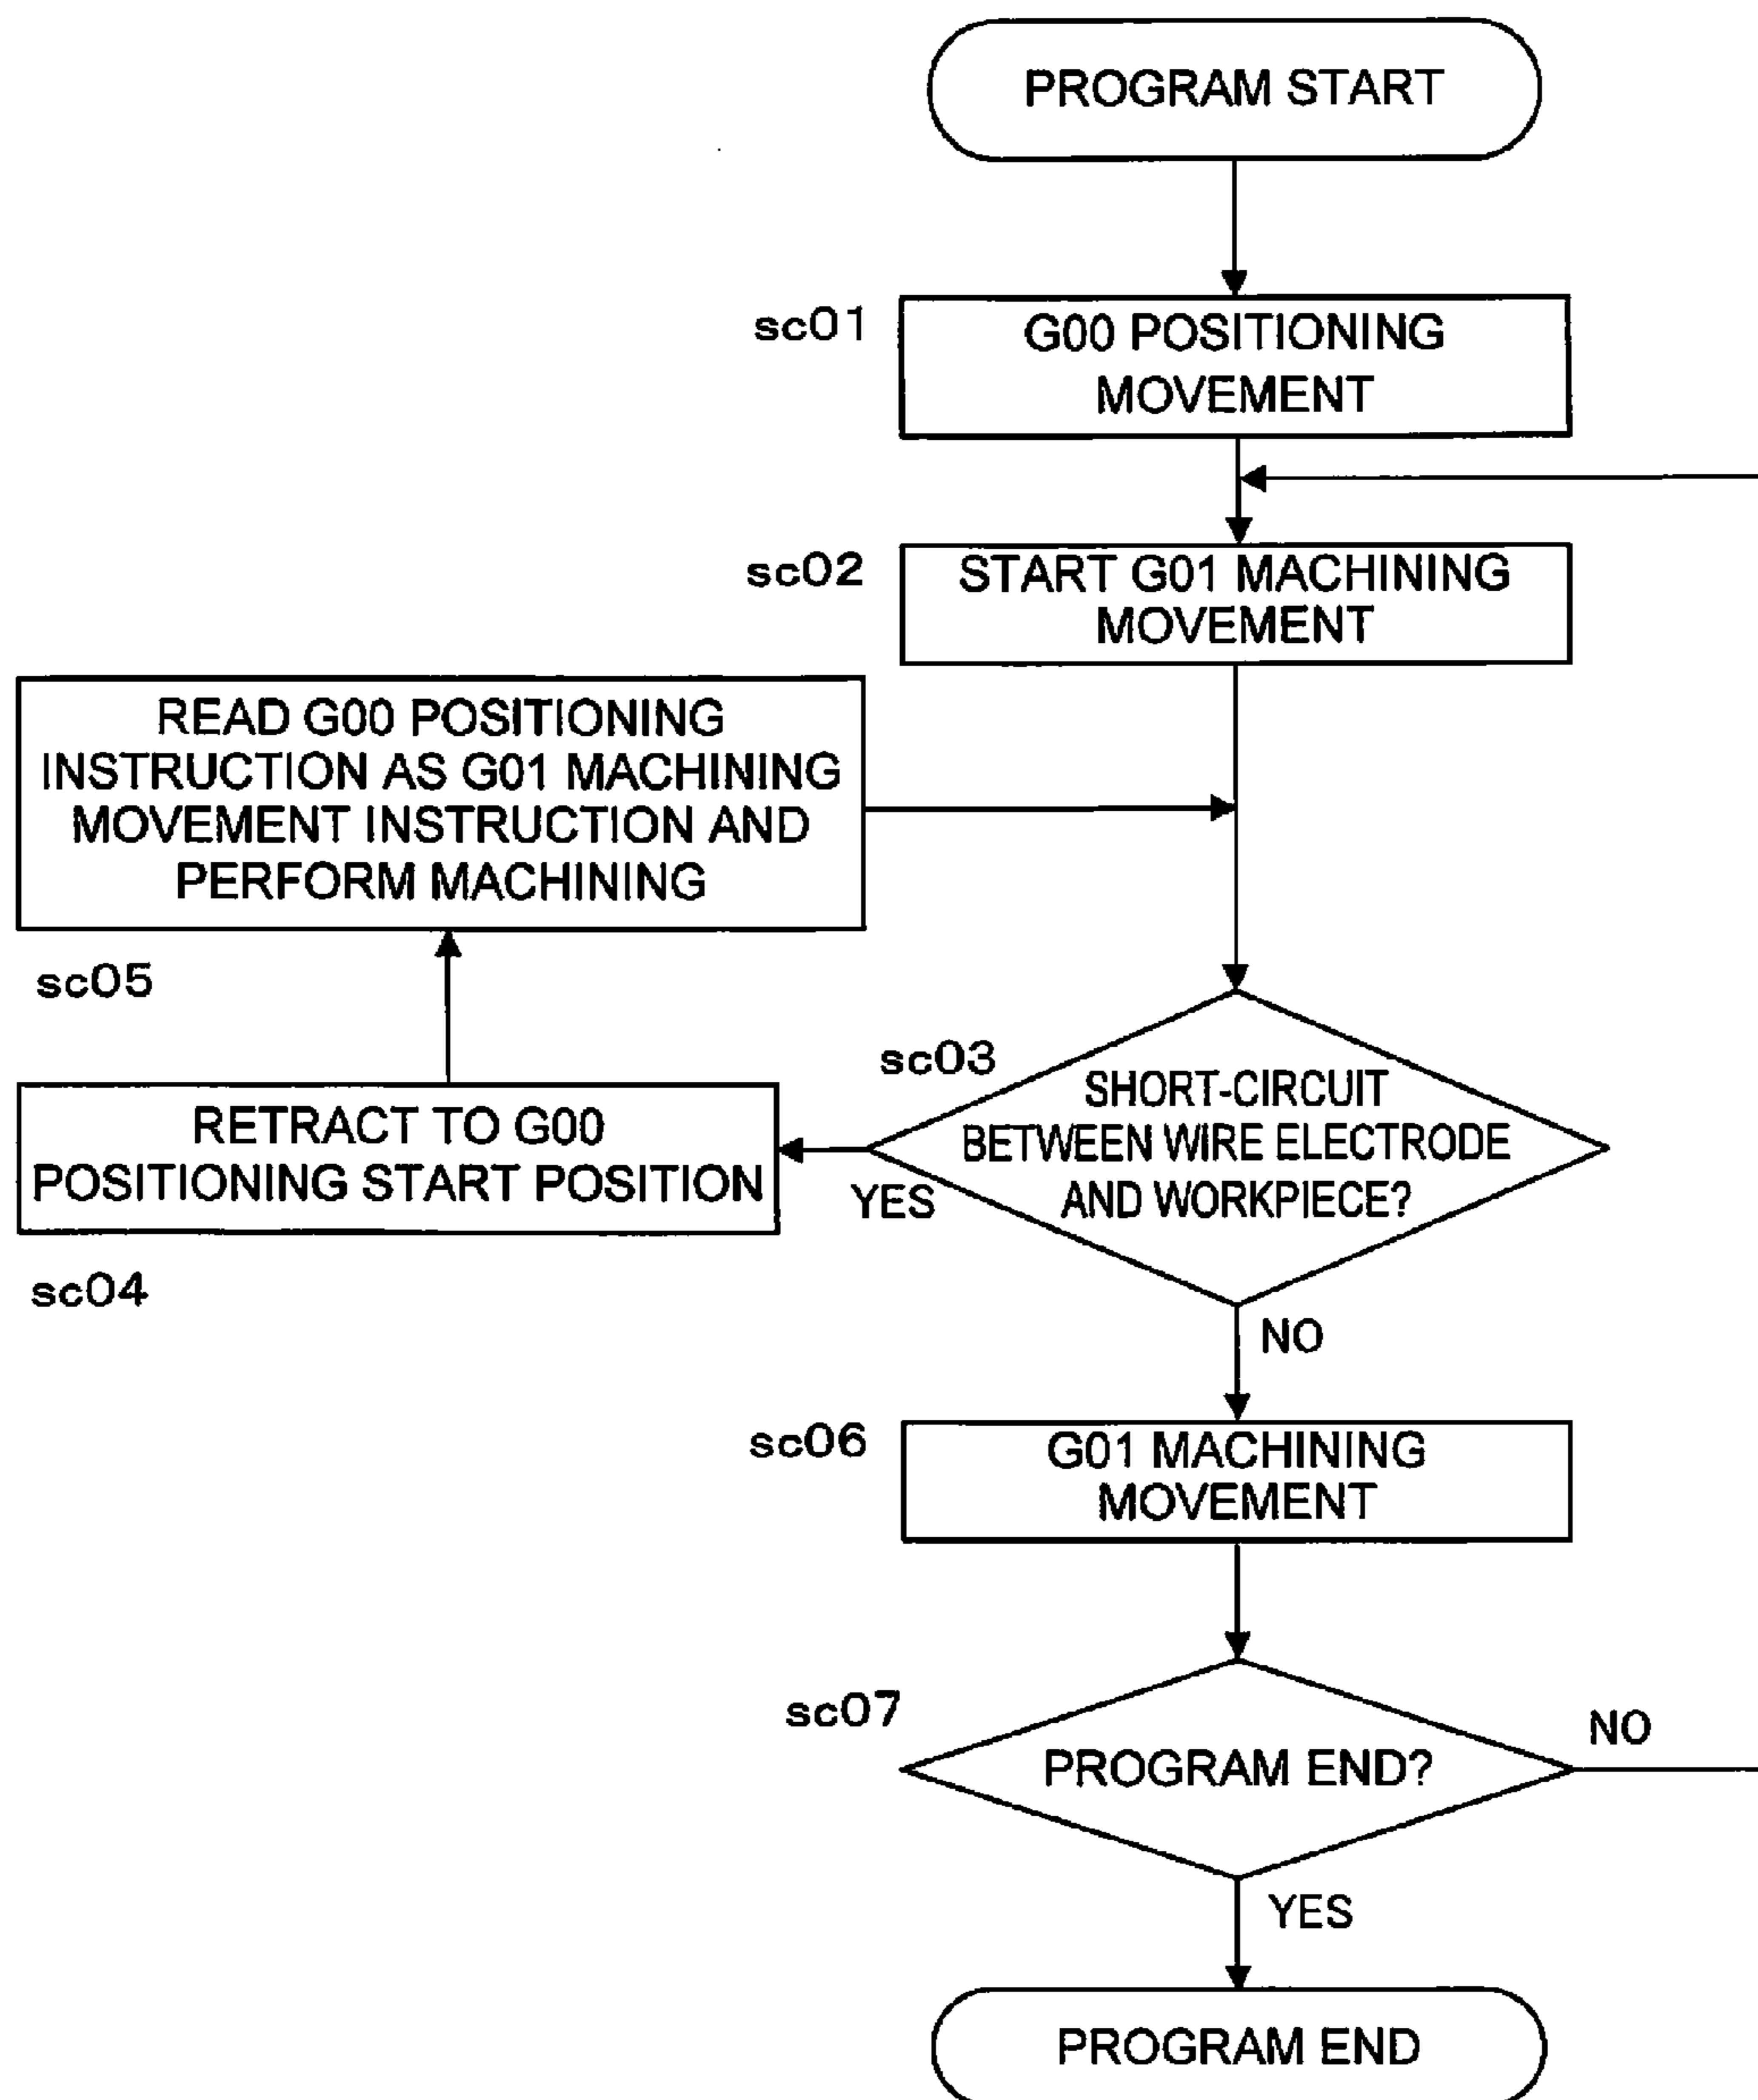 PROGRAM START
sc01
G00 POSITIONING
MOVEMENT
sc02
START G01 MACHINING
MOVEMENT
READ G00 POSITIONING
INSTRUCTION AS G01 MACHINING
MOVEMENT INSTRUCTION AND
PERFORM MACHINING
sc05
sc03
SHORT-CIRCUIT
BETWEEN WIRE ELECTRODE
AND WORKPIECE?
RETRACT TO G00
POSITIONING START POSITION
YES
sc04
NO
sc06
G01 MACHINING
MOVEMENT
sc07
PROGRAM END?
NO
YES
PROGRAM END